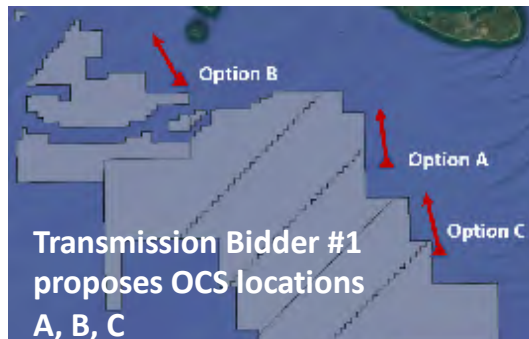 Option B
Option A
Option C
Transmission Bidder #1
proposes OCS locations
A, B, C